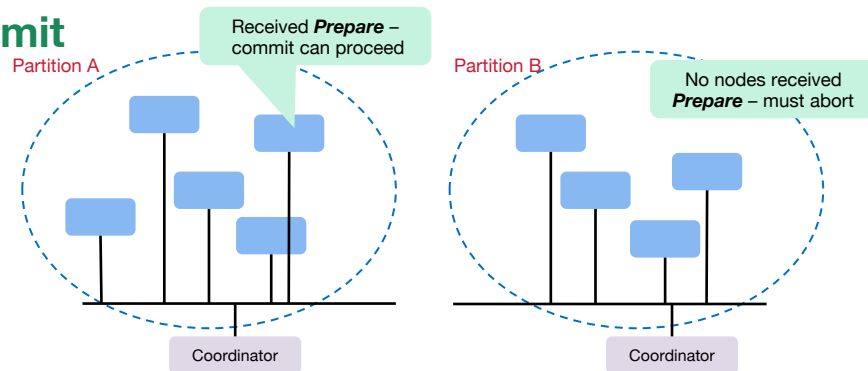 mit
Partition A
Received Prepare –
commit can proceed
Partition B
No nodes received
Prepare – must abort
Coordinator
Coordinator